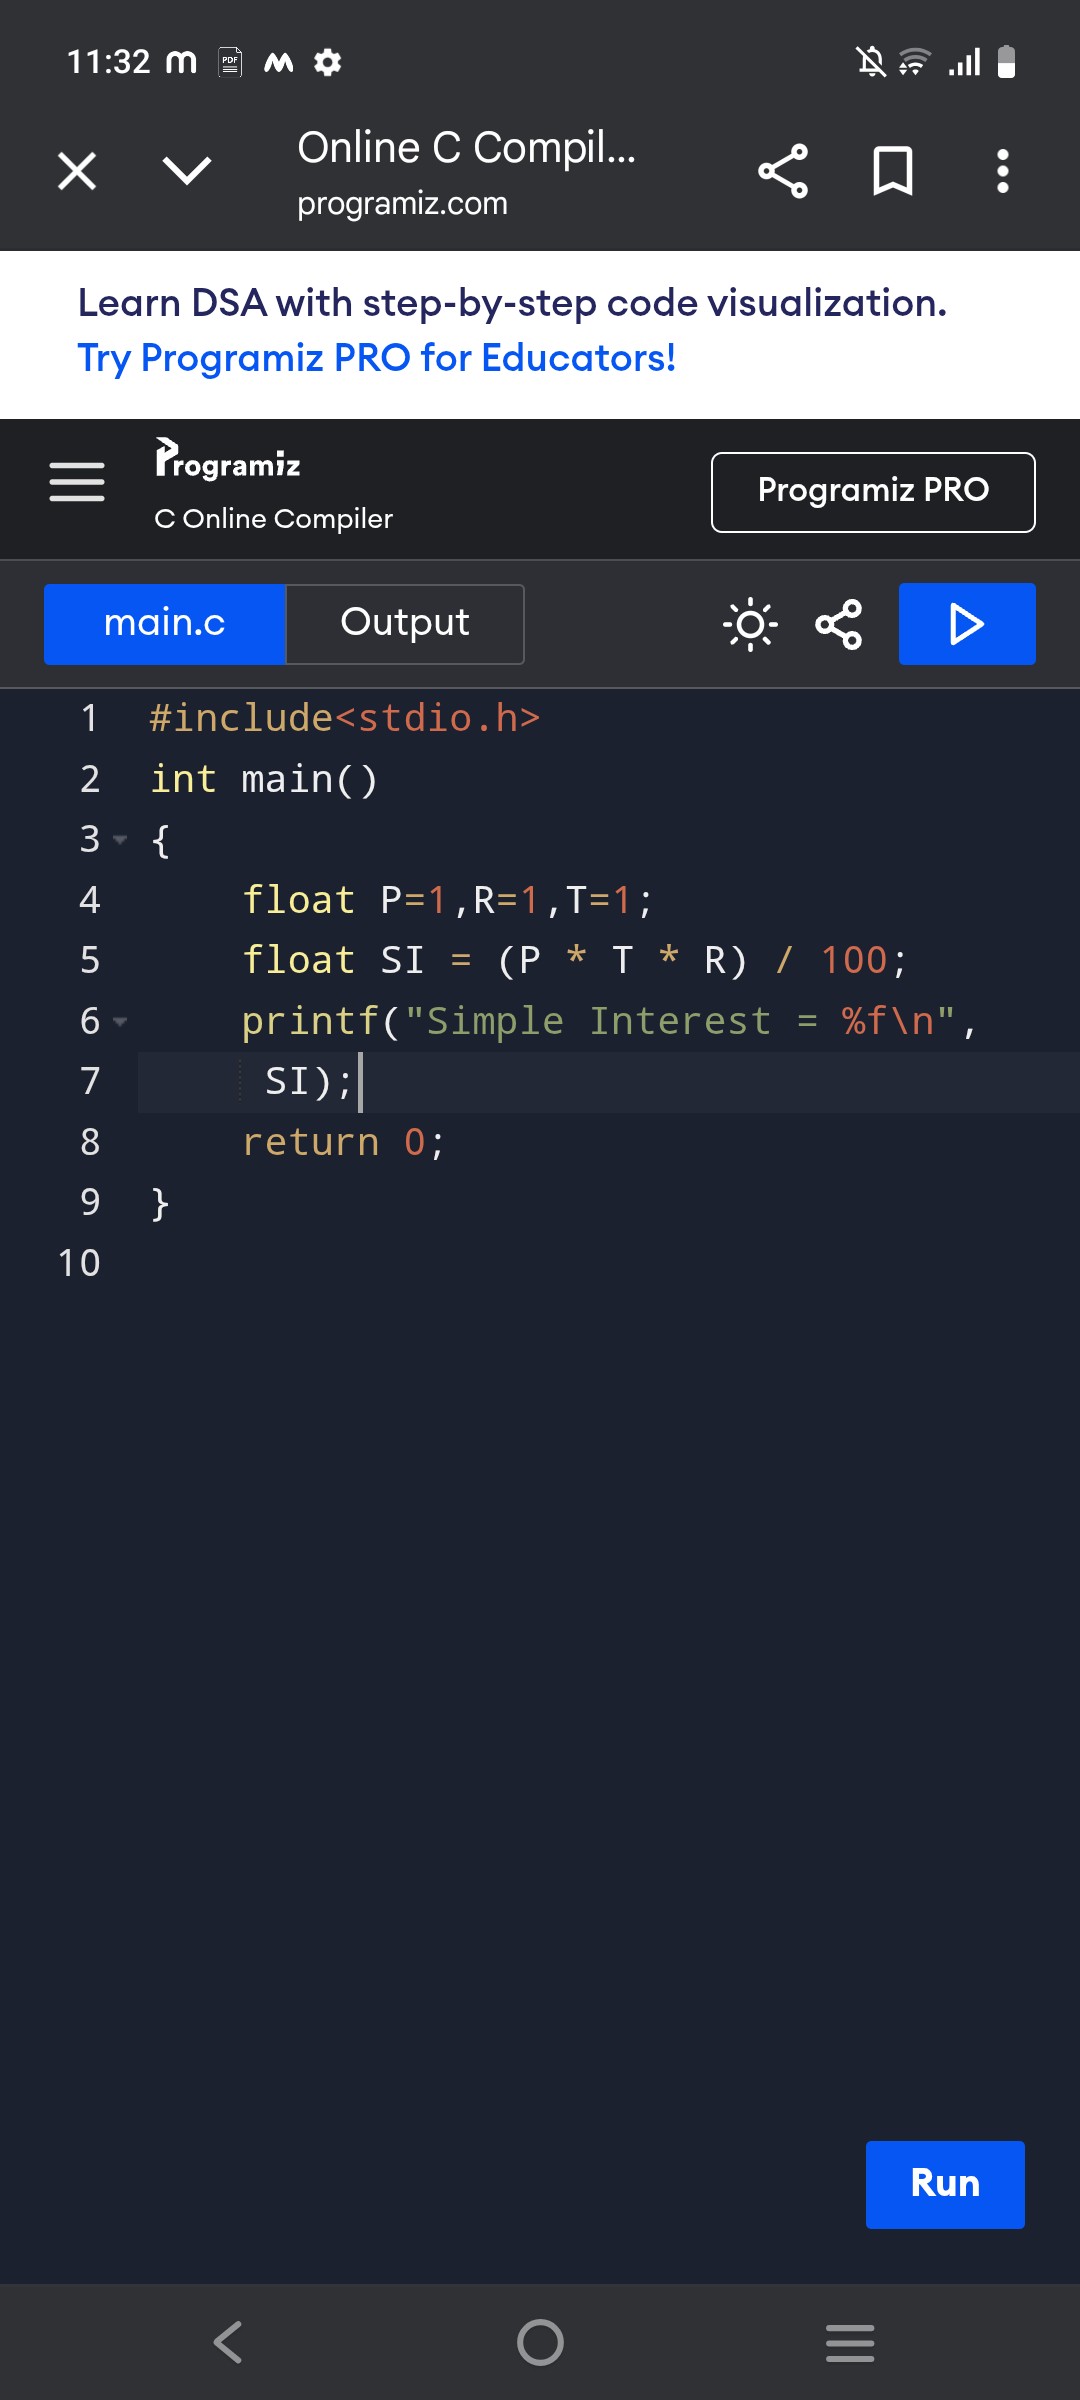 11:32
Online C Compil...
programiz.com
Learn DSA with step-by-step code visualization.
Try Programiz PRO for Educators!
Programiz
C Online Compiler
Programiz PRO
main.c
Output
1 #include<stdio.h>
2 int main()
3 {
4     float P=1,R=1,T=1;
5     float SI = (P * T * R) / 100;
6     printf("Simple Interest = %f\n",
7      SI);
8     return 0;
9 }
10
Run